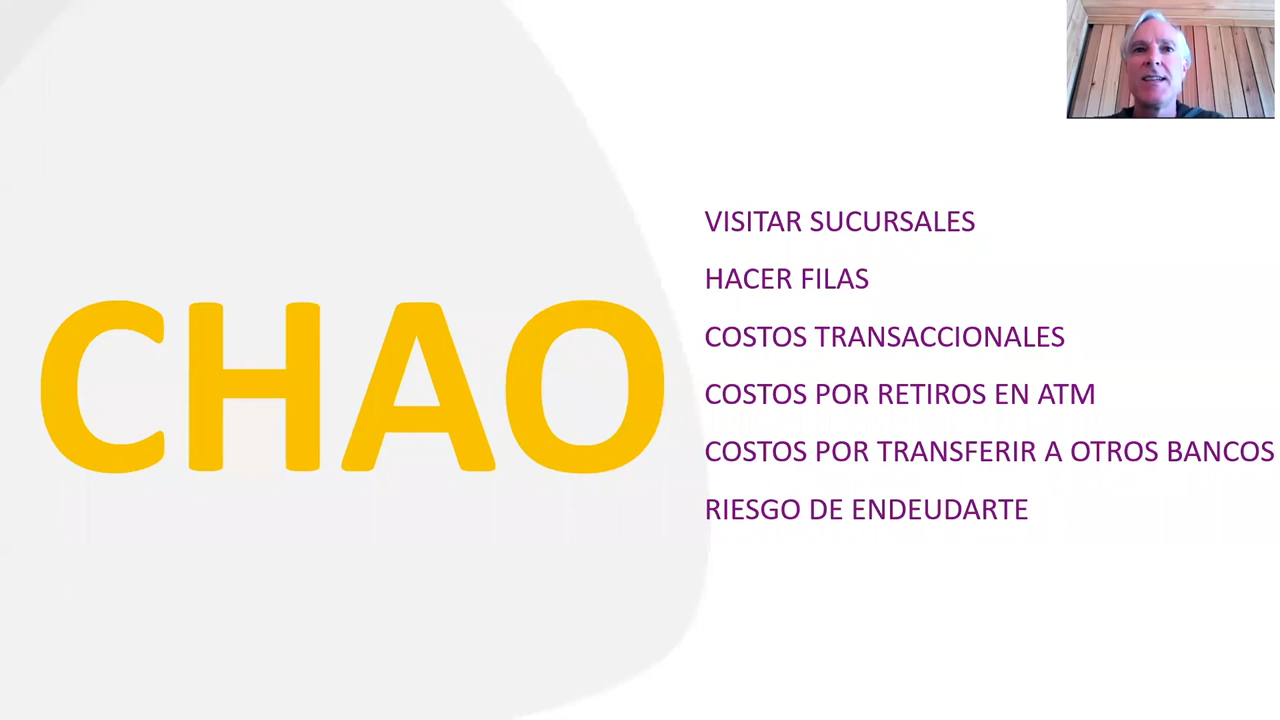 CHAO
VISITAR SUCURSALES
HACER FILAS
COSTOS TRANSACCIONALES
COSTOS POR RETIROS EN ATM
COSTOS POR TRANSFERIR A OTROS BANCOS
RIESGO DE ENDEUDARTE